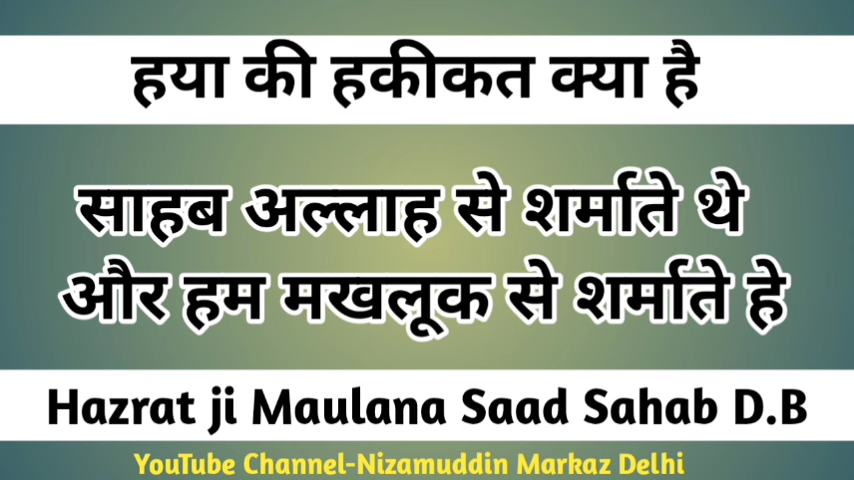 हया की हकीकत क्या है
साहब अल्लाह से शर्माते थे
और हम मखलूक से शर्माते हे
Hazrat ji Maulana Saad Sahab D.B
YouTube Channel-Nizamuddin Markaz Delhi